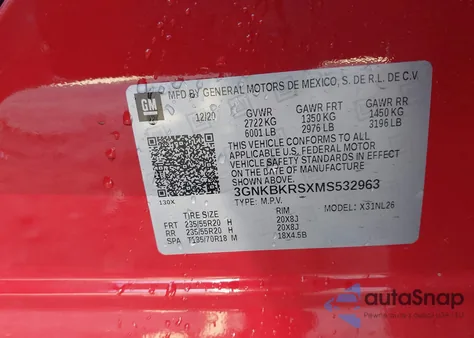 MFD BY GENERAL MOTORS DE MEXICO, S. DE R.L. DE C.V.
GM
12/20 GVWR GAWR FRT GAWR RR
2722 KG 1350 KG 1450 KG
6001 LB 2976 LB 3196 LB
THIS VEHICLE CONFORMS TO ALL
APPLICABLE U.S. FEDERAL MOTOR
VEHICLE SAFETY STANDARDS IN
EFFECT ON THE DATE OF MANUFACTURE
SHOWN ABOVE.
3GNKBKRSXMS532963
TYPE: M.P.V. MODEL: X31NL26
130X
TIRE SIZE RIM
FRT 235/55R20 H 20X8J
RR 235/55R20 H 20X8J
SPA T135/70R18 M 18X4.5B
autoSnap